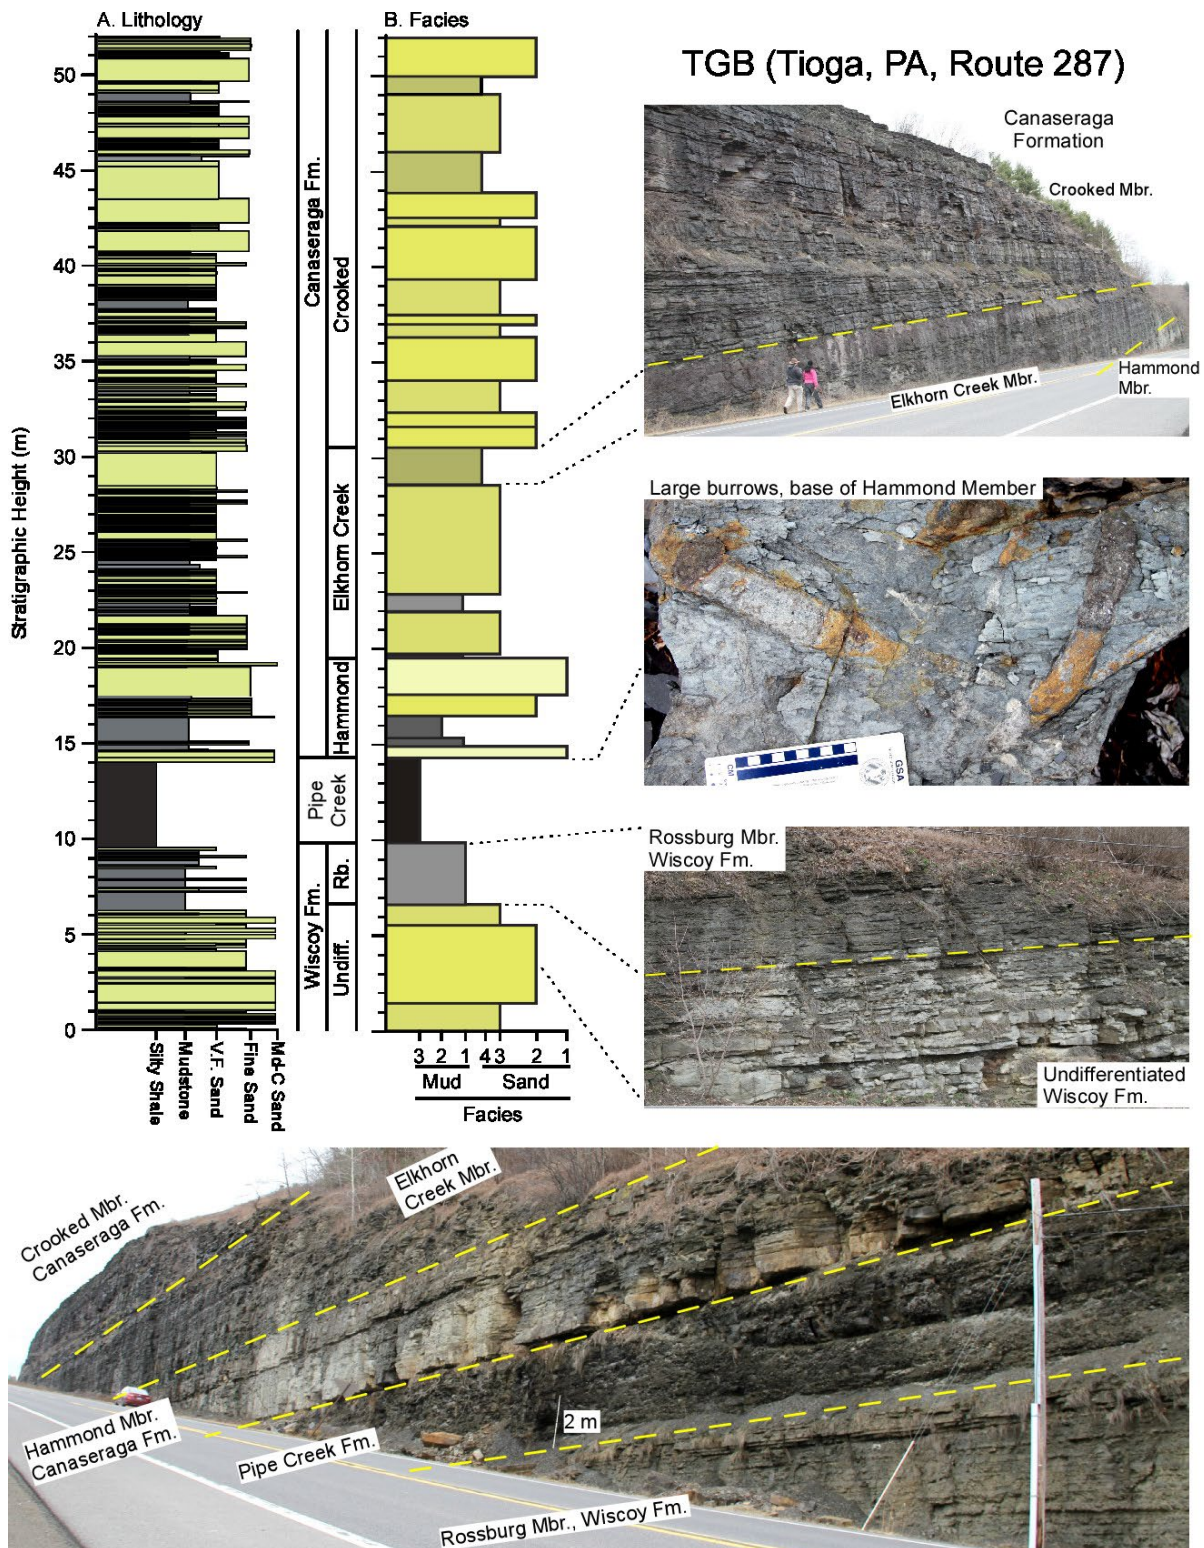 A. Lithology
B. Facies
TGB (Tioga, PA, Route 287)
Stratigraphic Height (m)
50
45
40
35
30
25
20
15
10
5
0
Silty Shale
Mudstone
V.F. Sand
Fine Sand
Md-C Sand
Canaseraga Fm.
Crooked
Elkhorn Creek
Hammond
Pipe
Creek
Wiscoy Fm.
Rb.
Undiff.
3 2 1 4 3 2 1
Mud Sand
Facies
Canaseraga
Formation
Crooked Mbr.
Elkhorn Creek Mbr.
Hammond
Mbr.
Large burrows, base of Hammond Member
CM
GSA
Rossburg Mbr.
Wiscoy Fm.
Undifferentiated
Wiscoy Fm.
Crooked Mbr.
Canaseraga Fm.
Elkhorn
Creek Mbr.
Hammond Mbr.
Canaseraga Fm.
Pipe Creek Fm.
2 m
Rossburg Mbr., Wiscoy Fm.